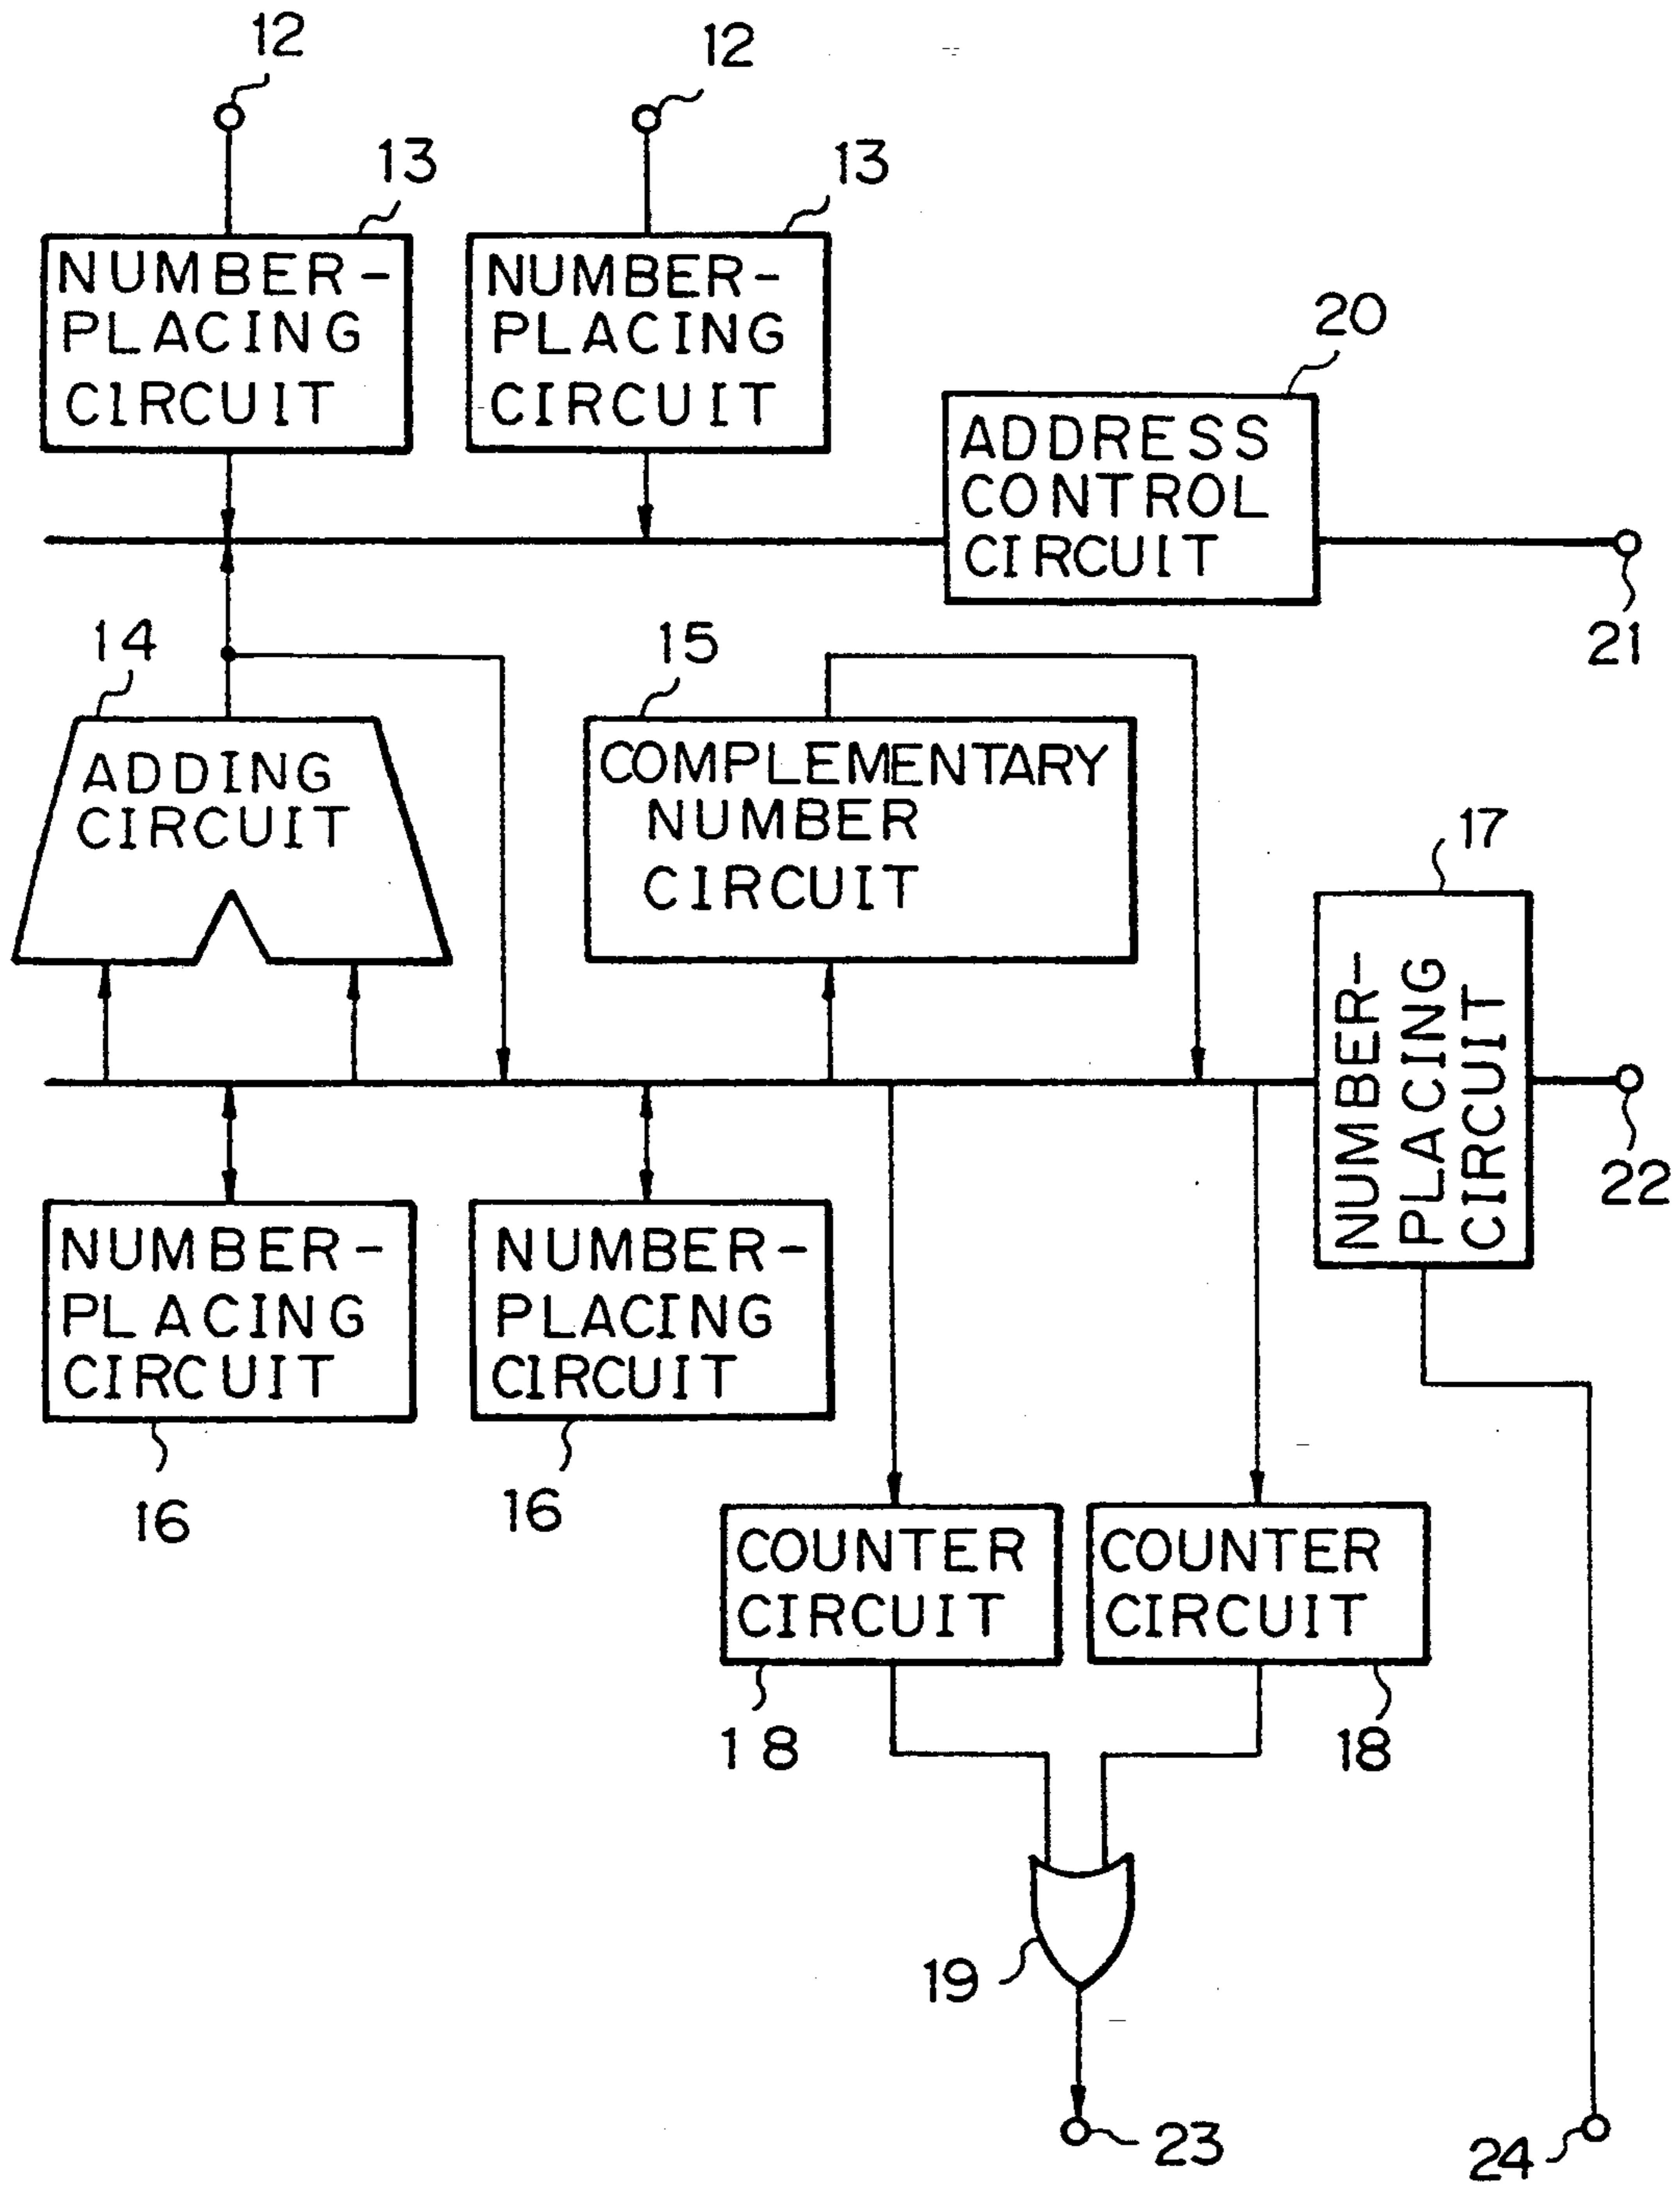 12
12
13
13
NUMBER-
PLACING
CIRCUIT
NUMBER-
PLACING
CIRCUIT
20
ADDRESS
CONTROL
CIRCUIT
21
14
15
ADDING
CIRCUIT
COMPLEMENTARY
NUMBER
CIRCUIT
17
NUMBER-
PLACING
CIRCUIT
22
NUMBER-
PLACING
CIRCUIT
NUMBER-
PLACING
CIRCUIT
16
16
COUNTER
CIRCUIT
COUNTER
CIRCUIT
18
18
19
23
24